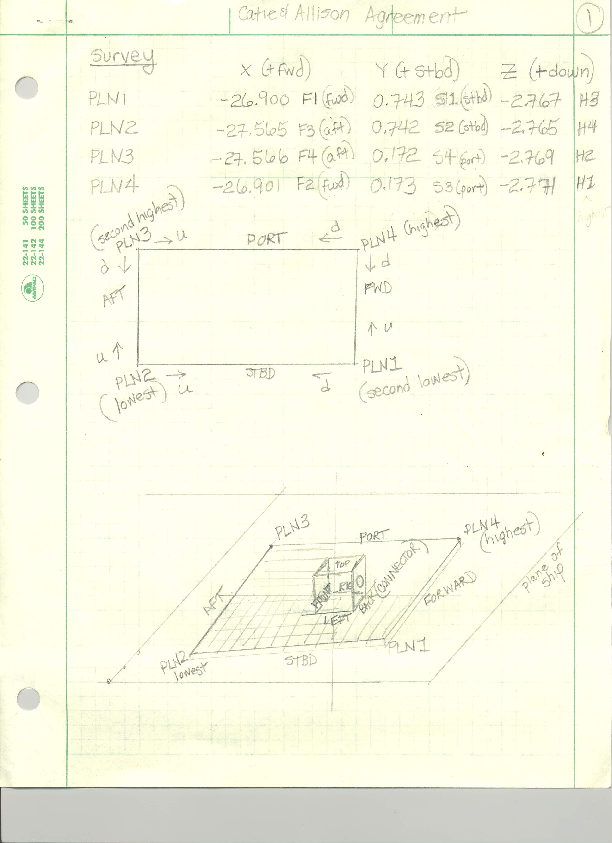 Catie & Allison Agreement
1
Survey
X (+fwd) Y (+stbd) Z (+down)
PLN1 -26.900 F1 (fwd) 0.743 S1 (stbd) -2.767 H3
PLN2 -27.565 F3 (aft) 0.742 S2 (stbd) -2.765 H4
PLN3 -27.566 F4 (aft) 0.172 S4 (port) -2.769 H2
PLN4 -26.901 F2 (fwd) 0.173 S3 (port) -2.771 H1
22-141 50 SHEETS
22-142 100 SHEETS
22-144 200 SHEETS
(second highest)
PLN3 → u PORT ← d PLN4 (highest)
d ↓ ↓ d
AFT FWD
u ↑ ↑ u
PLN2 → u STBD d PLN1
(lowest) (second lowest)
PLN3 PORT PLN4
(highest)
TOP
plane of
ship
AFT FRONT BACK (CONNECTOR) FORWARD
LEFT
PLN2 STBD PLN1
lowest